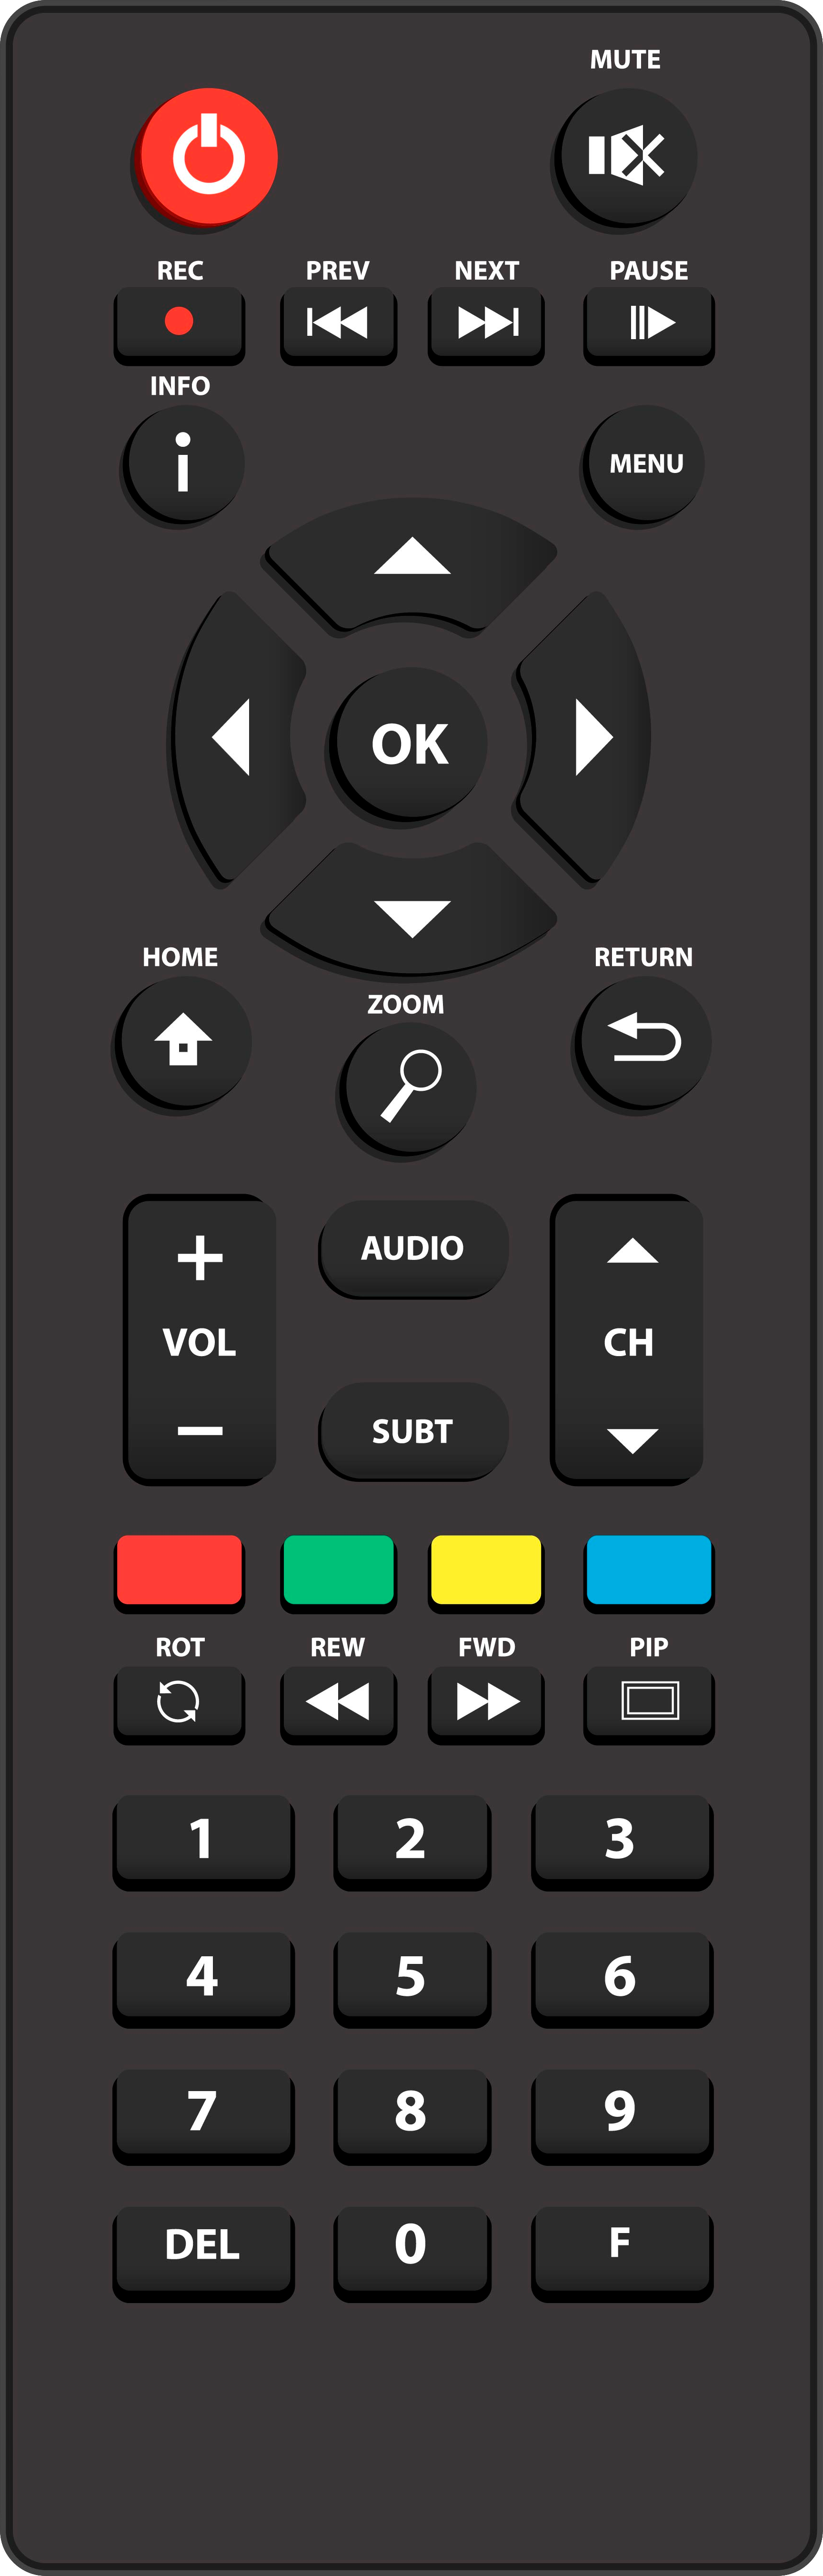 MUTE
REC PREV NEXT PAUSE
INFO
i
MENU
OK
HOME
RETURN
ZOOM
AUDIO
+
VOL
−
CH
SUBT
ROT REW FWD PIP
1 2 3
4 5 6
7 8 9
DEL 0 F